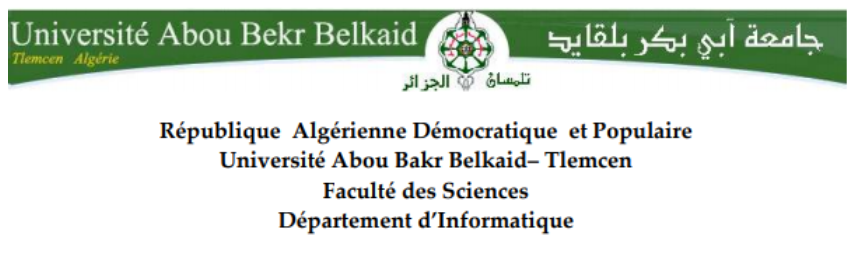 Université Abou Bekr Belkaid
جامعة أبي بكر بلقايد
Tlemcen Algérie
تلمسان الجزائر
République Algérienne Démocratique et Populaire
Université Abou Bakr Belkaid– Tlemcen
Faculté des Sciences
Département d’Informatique